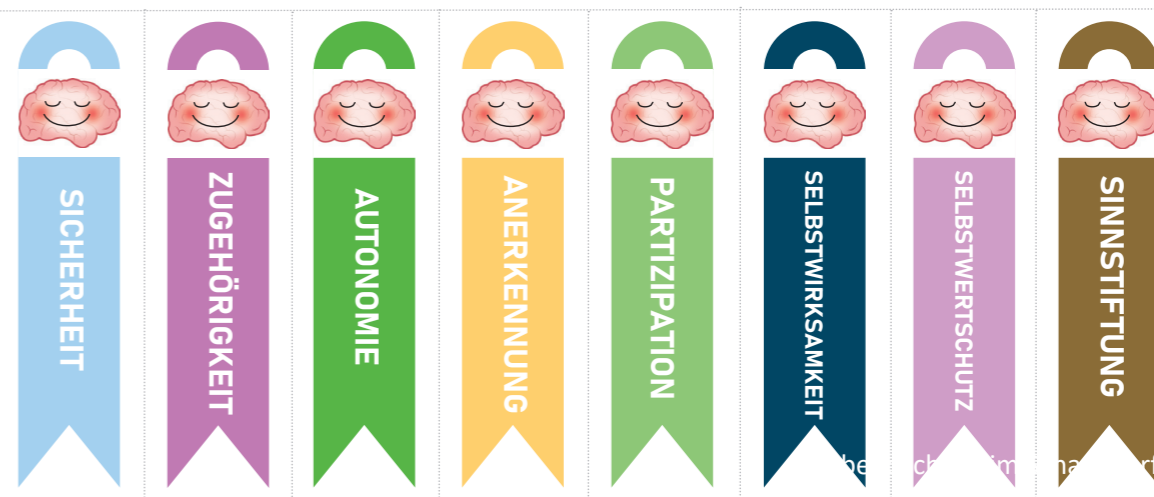 SICHERHEIT
ZUGEHÖRIGKEIT
AUTONOMIE
ANERKENNUNG
PARTIZIPATION
SELBSTWIRKSAMKEIT
SELBSTWERTSCHUTZ
SINNSTIFTUNG